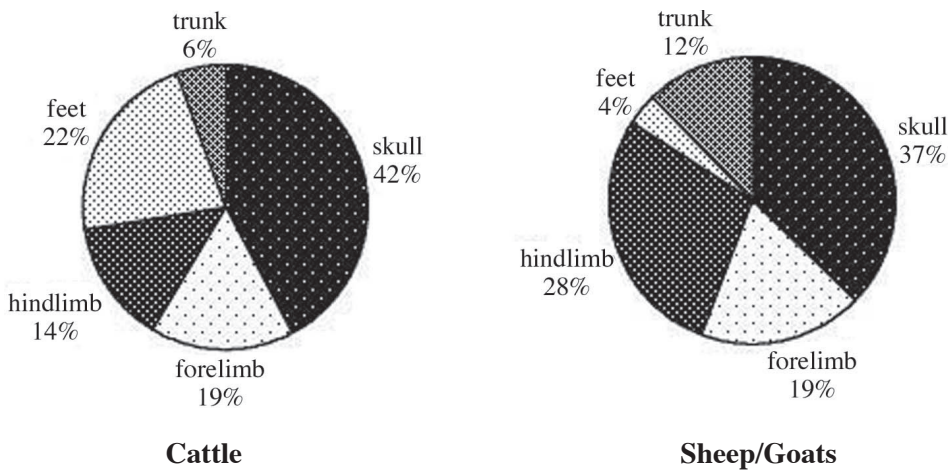 trunk
6%
feet
22%
skull
42%
hindlimb
14%
forelimb
19%
Cattle
trunk
12%
feet
4%
skull
37%
hindlimb
28%
forelimb
19%
Sheep/Goats